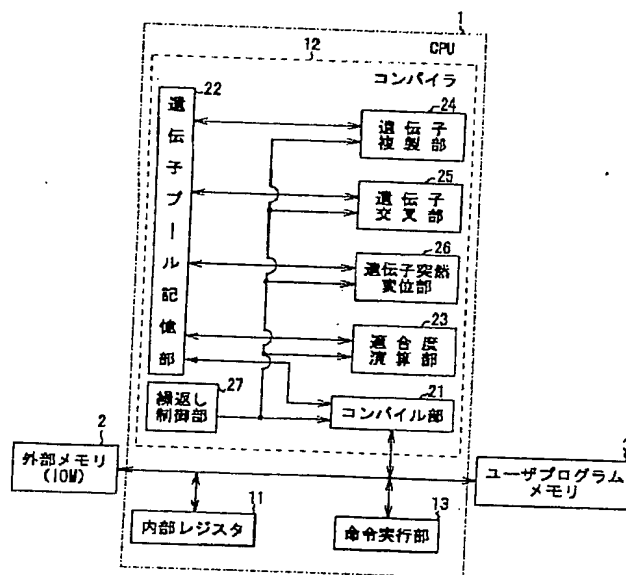 1
12
CPU
コンパイラ
22
遺伝子プール記憶部
24
遺伝子
複製部
25
遺伝子
交叉部
26
遺伝子突然
変位部
23
適合度
演算部
27
繰返し
制御部
21
コンパイル部
2
外部メモリ
(IOM)
ユーザプログラム
メモリ
11
内部レジスタ
13
命令実行部